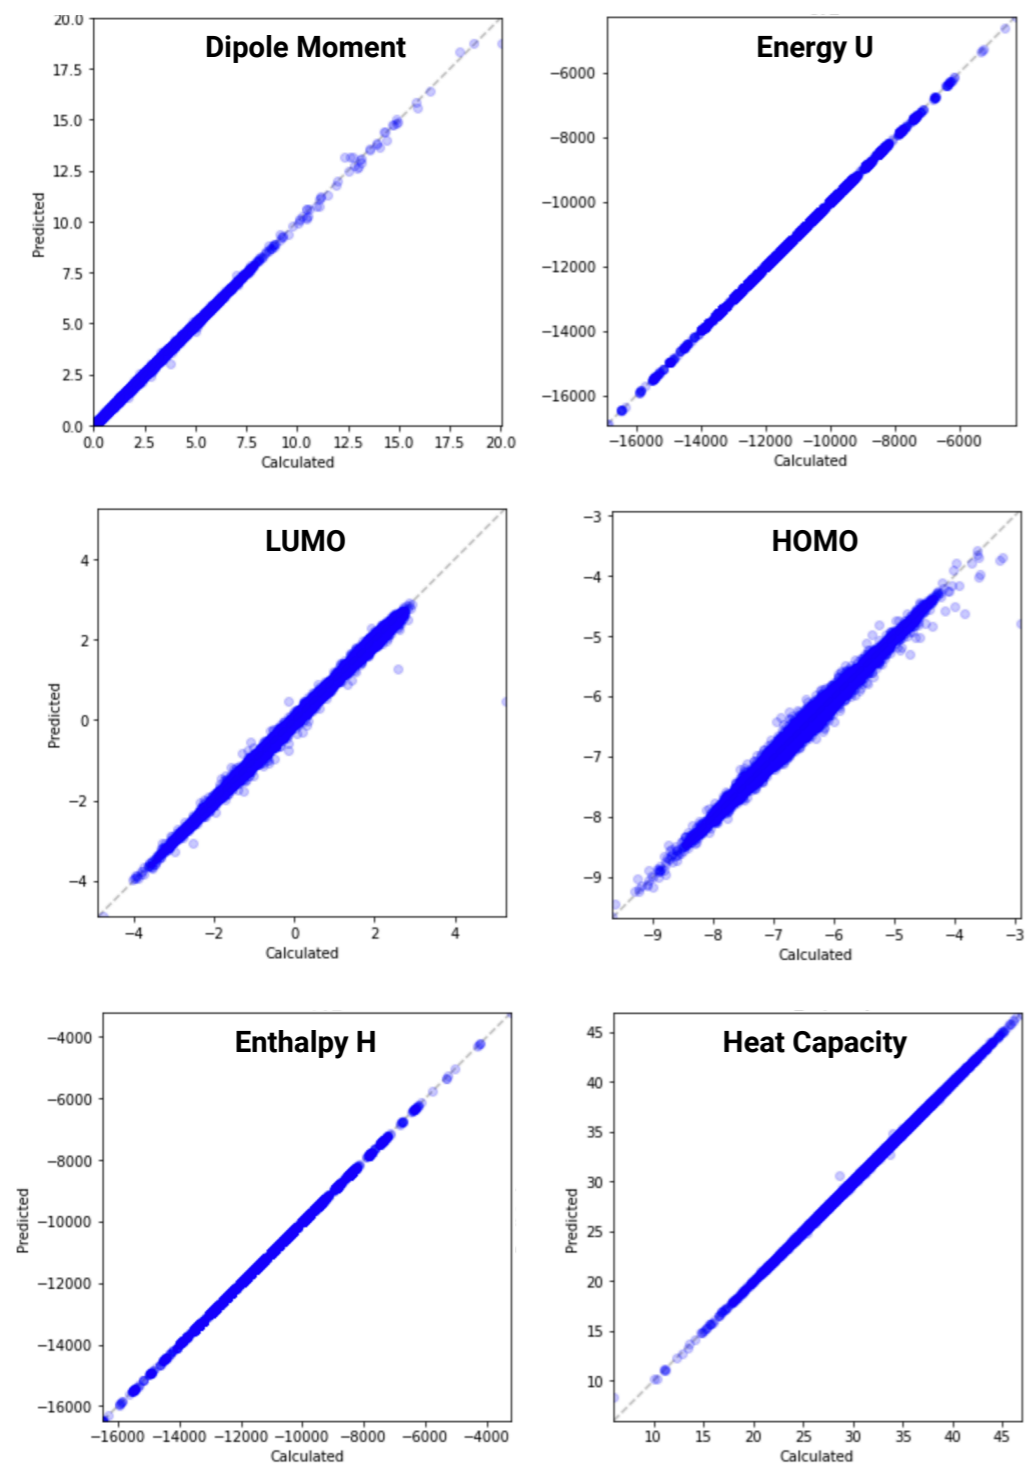 Dipole Moment
20.0
17.5
15.0
12.5
10.0
7.5
5.0
2.5
0.0
Predicted
0.0 2.5 5.0 7.5 10.0 12.5 15.0 17.5 20.0
Calculated
Energy U
−6000
−8000
−10000
−12000
−14000
−16000
−16000 −14000 −12000 −10000 −8000 −6000
Calculated
LUMO
4
2
0
−2
−4
Predicted
−4 −2 0 2 4
Calculated
HOMO
−3
−4
−5
−6
−7
−8
−9
−9 −8 −7 −6 −5 −4 −3
Calculated
Enthalpy H
−4000
−6000
−8000
−10000
−12000
−14000
−16000
Predicted
−16000 −14000 −12000 −10000 −8000 −6000 −4000
Calculated
Heat Capacity
45
40
35
30
25
20
15
10
Predicted
10 15 20 25 30 35 40 45
Calculated